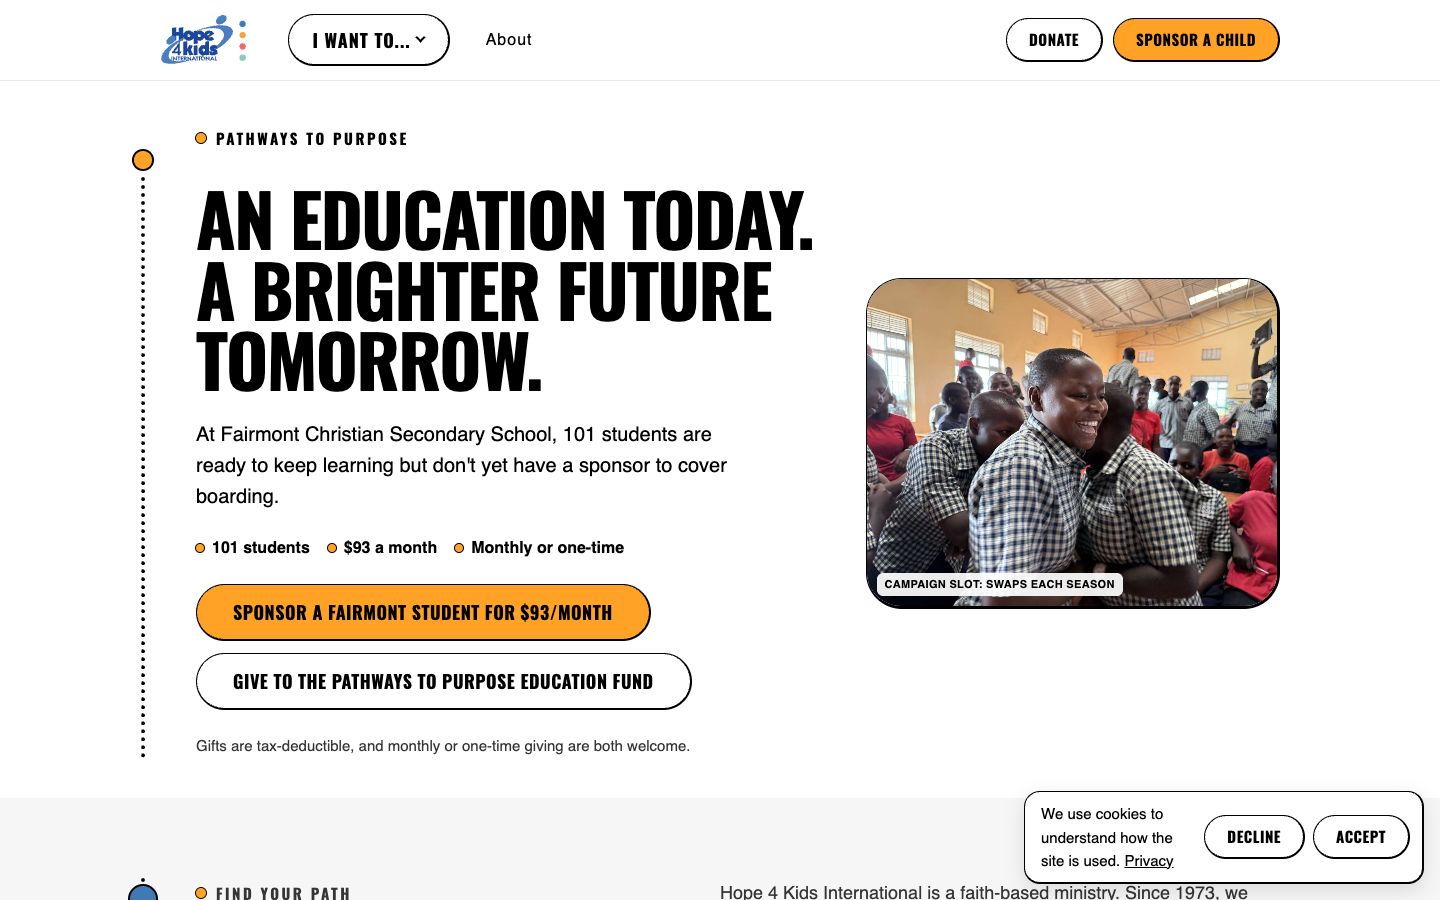 Hope
4 kids
INTERNATIONAL
I WANT TO...
About
DONATE
SPONSOR A CHILD
PATHWAYS TO PURPOSE
AN EDUCATION TODAY.
A BRIGHTER FUTURE
TOMORROW.
At Fairmont Christian Secondary School, 101 students are
ready to keep learning but don't yet have a sponsor to cover
boarding.
101 students
$93 a month
Monthly or one-time
SPONSOR A FAIRMONT STUDENT FOR $93/MONTH
GIVE TO THE PATHWAYS TO PURPOSE EDUCATION FUND
Gifts are tax-deductible, and monthly or one-time giving are both welcome.
CAMPAIGN SLOT: SWAPS EACH SEASON
FIND YOUR PATH
Hope 4 Kids International is a faith-based ministry. Since 1973, we
We use cookies to
understand how the
site is used. Privacy
DECLINE
ACCEPT